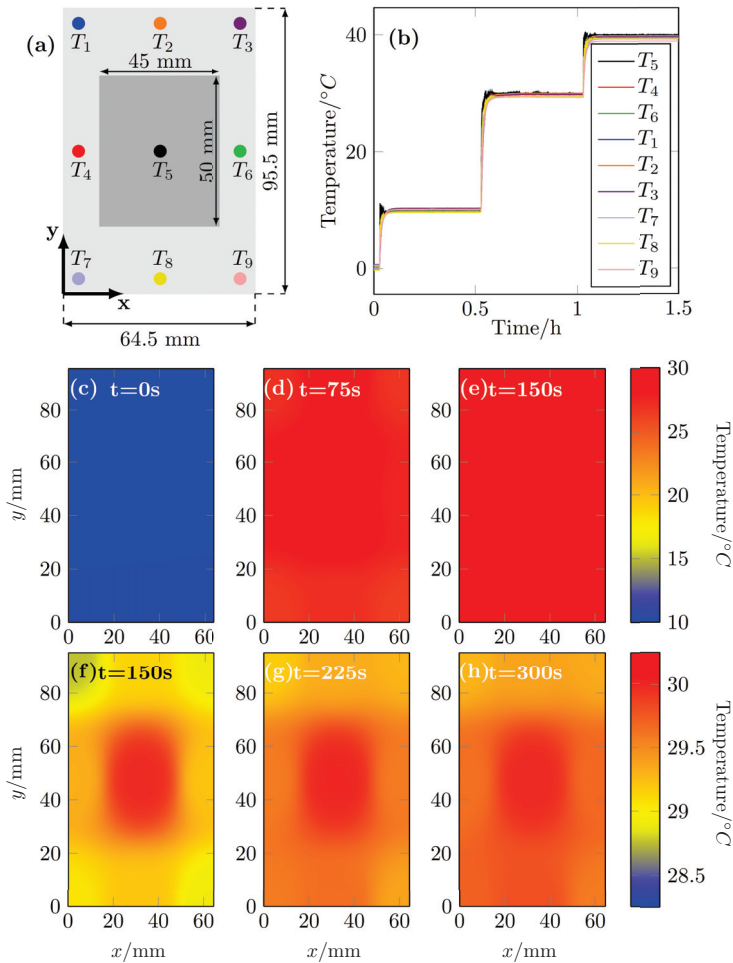 (a)
T₁ T₂ T₃
45 mm
T₄ T₅ T₆
50 mm
95.5 mm
y
T₇ T₈ T₉
x
64.5 mm
(b)
Temperature/°C
40
20
0
0 0.5 1 1.5
Time/h
T₅
T₄
T₆
T₁
T₂
T₃
T₇
T₈
T₉
(c) t=0s
(d) t=75s
(e) t=150s
y/mm
80
60
40
20
0
0 20 40 60
0 20 40 60
0 20 40 60
30
25
20
15
10
Temperature/°C
(f) t=150s
(g) t=225s
(h) t=300s
y/mm
80
60
40
20
0
0 20 40 60
0 20 40 60
0 20 40 60
x/mm
x/mm
x/mm
30
29.5
29
28.5
Temperature/°C